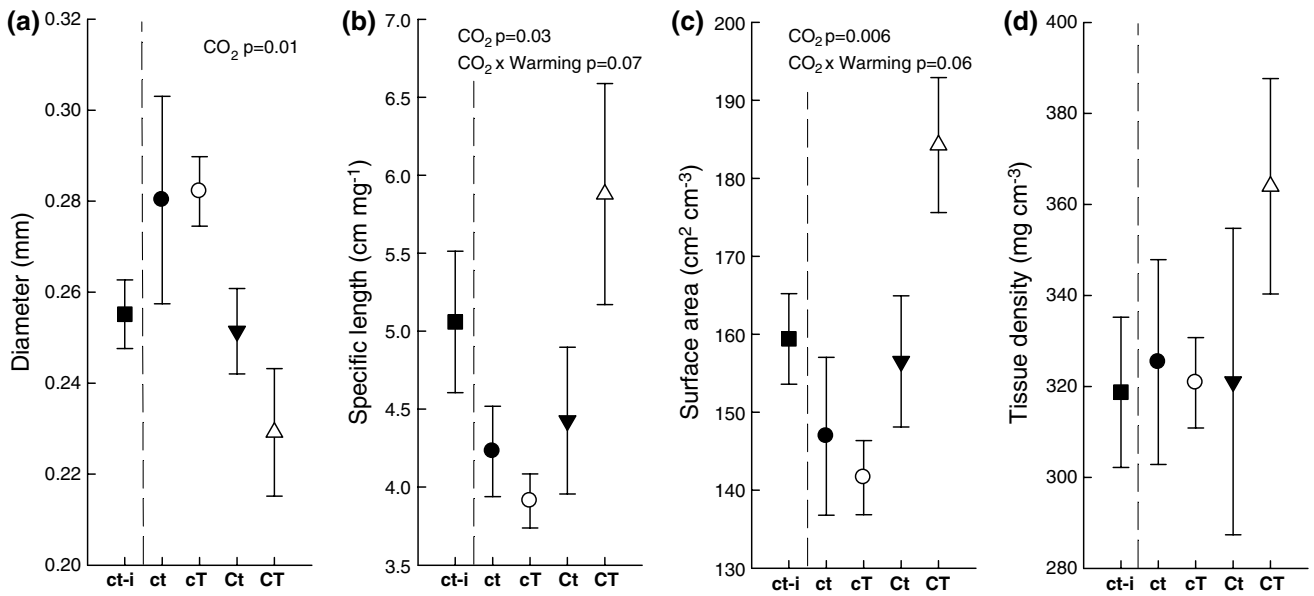 (a)
Diameter (mm)
0.32
0.30
0.28
0.26
0.24
0.22
0.20
CO2 p=0.01
ct-i ct cT Ct CT
(b)
Specific length (cm mg-1)
7.0
6.5
6.0
5.5
5.0
4.5
4.0
3.5
CO2 p=0.03
CO2 x Warming p=0.07
ct-i ct cT Ct CT
(c)
Surface area (cm2 cm-3)
200
190
180
170
160
150
140
130
CO2 p=0.006
CO2 x Warming p=0.06
ct-i ct cT Ct CT
(d)
Tissue density (mg cm-3)
400
380
360
340
320
300
280
ct-i ct cT Ct CT